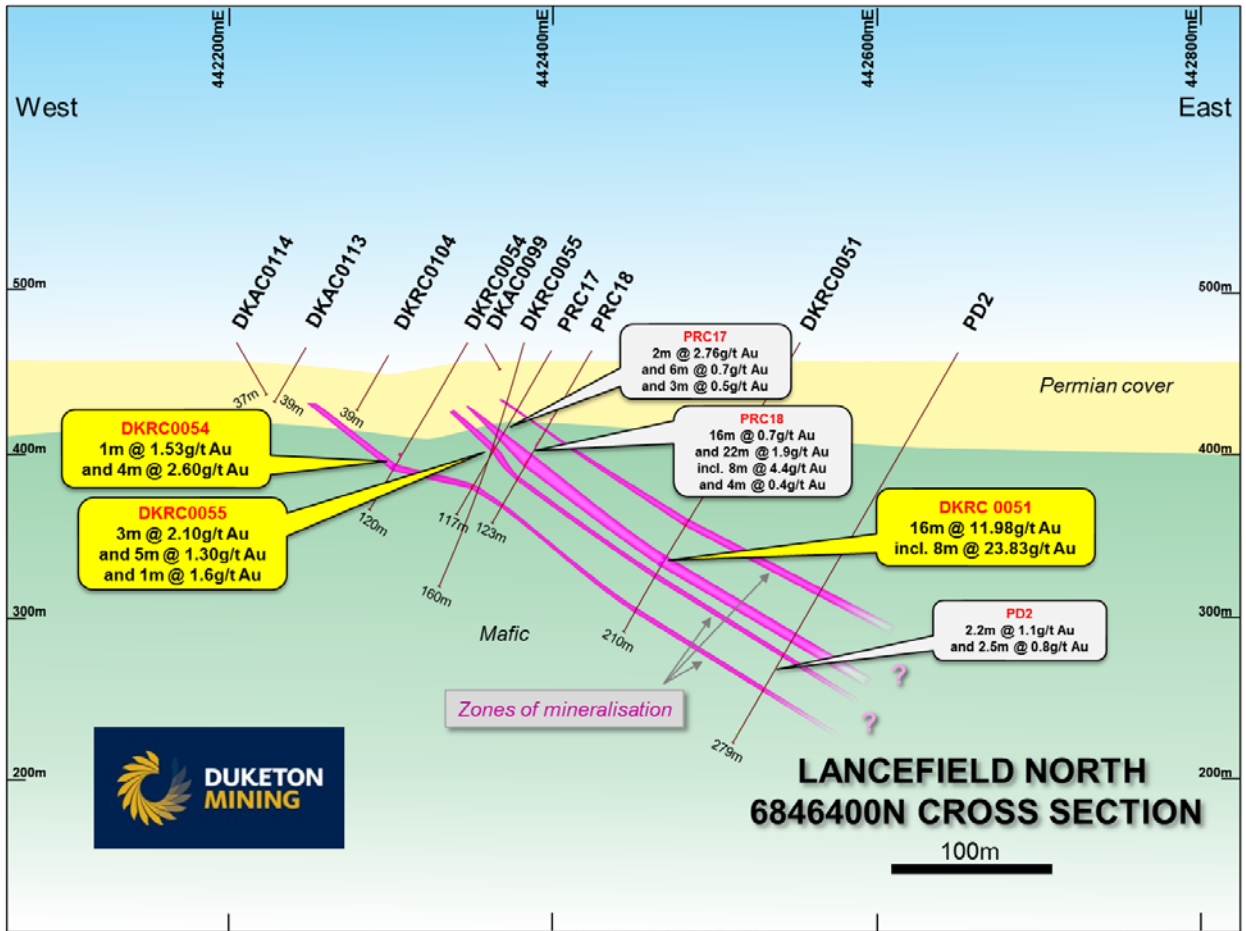 442200mE
442400mE
442600mE
442800mE
West
East
500m
500m
DKAC0114
DKAC0113
DKRC0104
DKRC0054
DKAC0099
DKRC0055
PRC17
PRC18
DKRC0051
PD2
PRC17
2m @ 2.76g/t Au
and 6m @ 0.7g/t Au
and 3m @ 0.5g/t Au
Permian cover
37m
39m
39m
DKRC0054
1m @ 1.53g/t Au
and 4m @ 2.60g/t Au
PRC18
16m @ 0.7g/t Au
and 22m @ 1.9g/t Au
incl. 8m @ 4.4g/t Au
and 4m @ 0.4g/t Au
400m
400m
DKRC0055
3m @ 2.10g/t Au
and 5m @ 1.30g/t Au
and 1m @ 1.6g/t Au
DKRC 0051
16m @ 11.98g/t Au
incl. 8m @ 23.83g/t Au
120m
117m
123m
160m
210m
300m
300m
Mafic
PD2
2.2m @ 1.1g/t Au
and 2.5m @ 0.8g/t Au
?
?
Zones of mineralisation
279m
200m
200m
DUKETON
MINING
LANCEFIELD NORTH
6846400N CROSS SECTION
100m